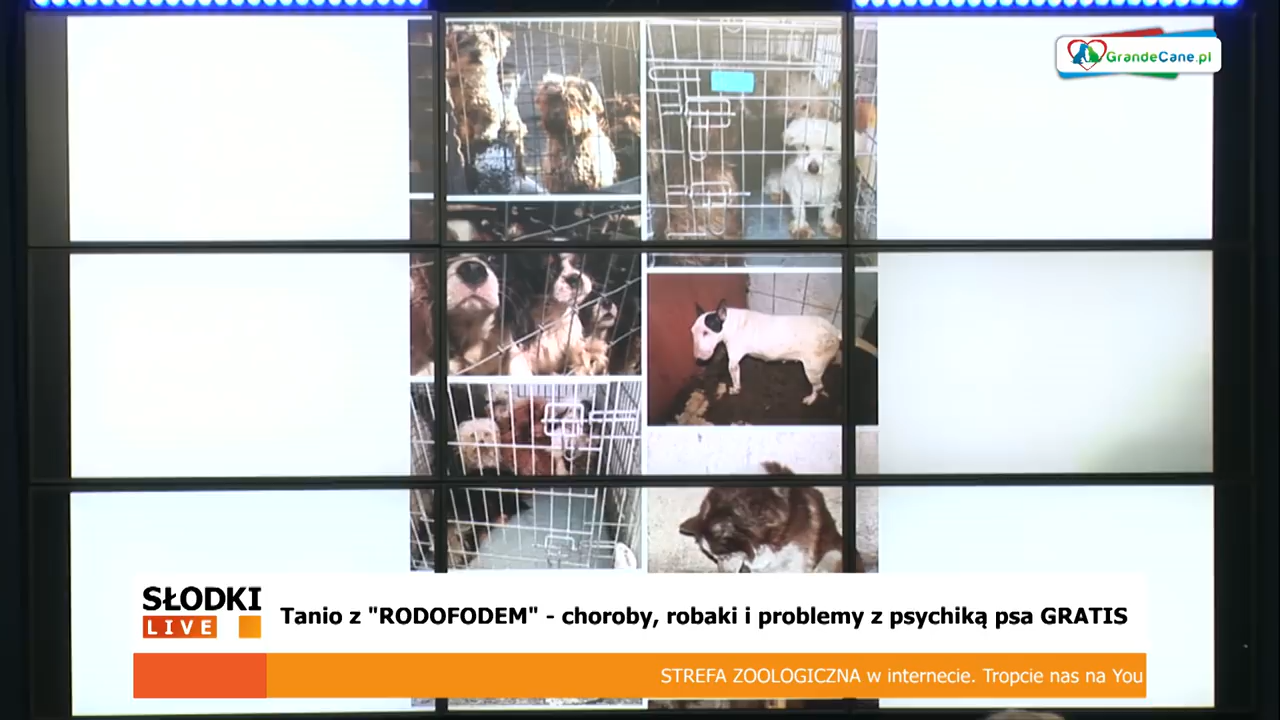 GrandeCane.pl
SŁODKI
LIVE
Tanio z "RODOFODEM" - choroby, robaki i problemy z psychiką psa GRATIS
STREFA ZOOLOGICZNA w internecie. Tropcie nas na You